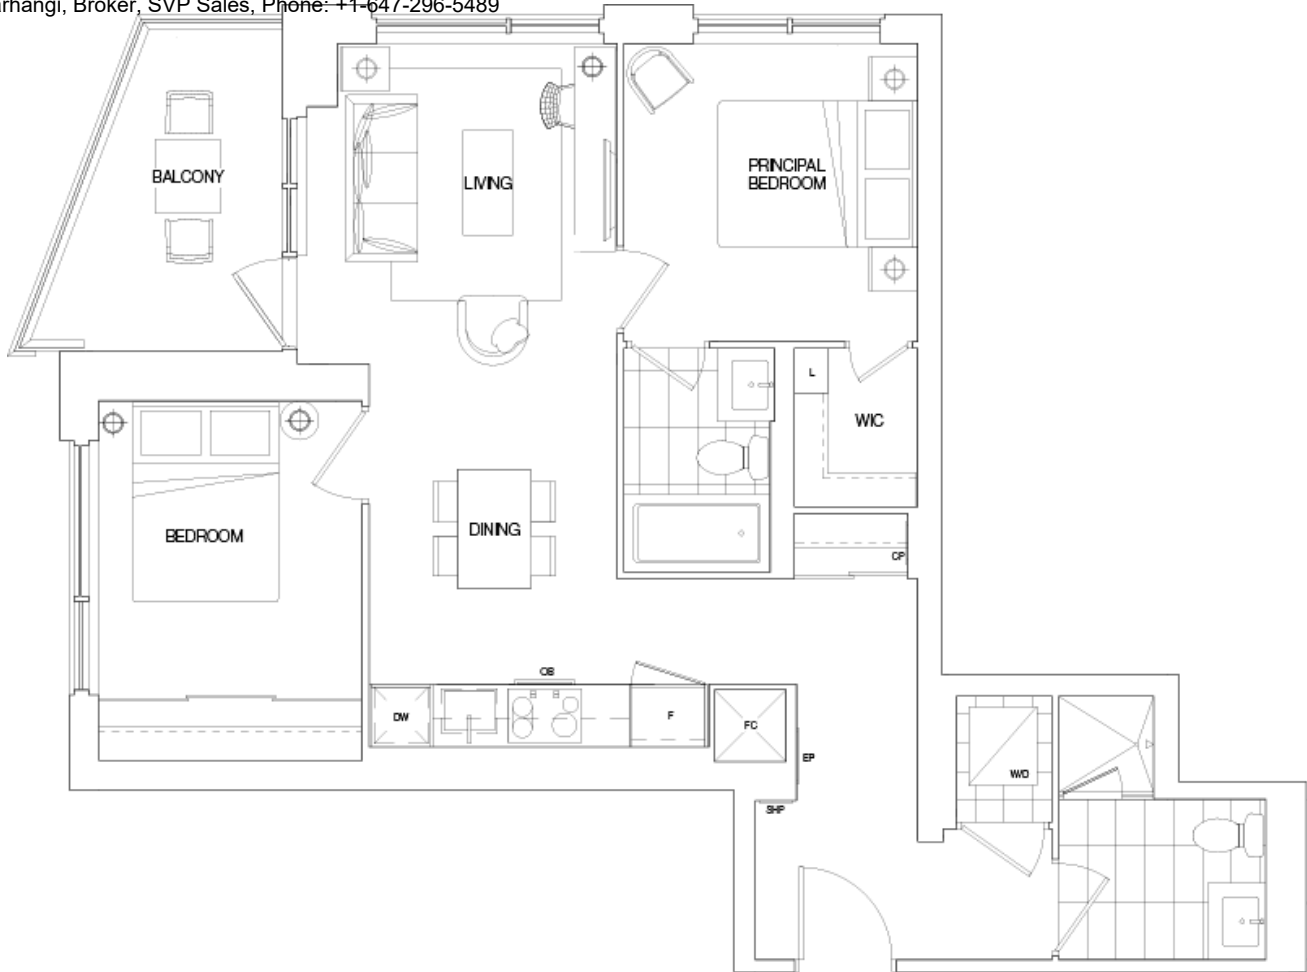 arhangi, Broker, SVP Sales, Phone: +1-647-296-5489
BALCONY
LIVING
PRINCIPAL
BEDROOM
L
WIC
BEDROOM
DINING
CP
OB
DW
F
FC
EP
W/D
SHP